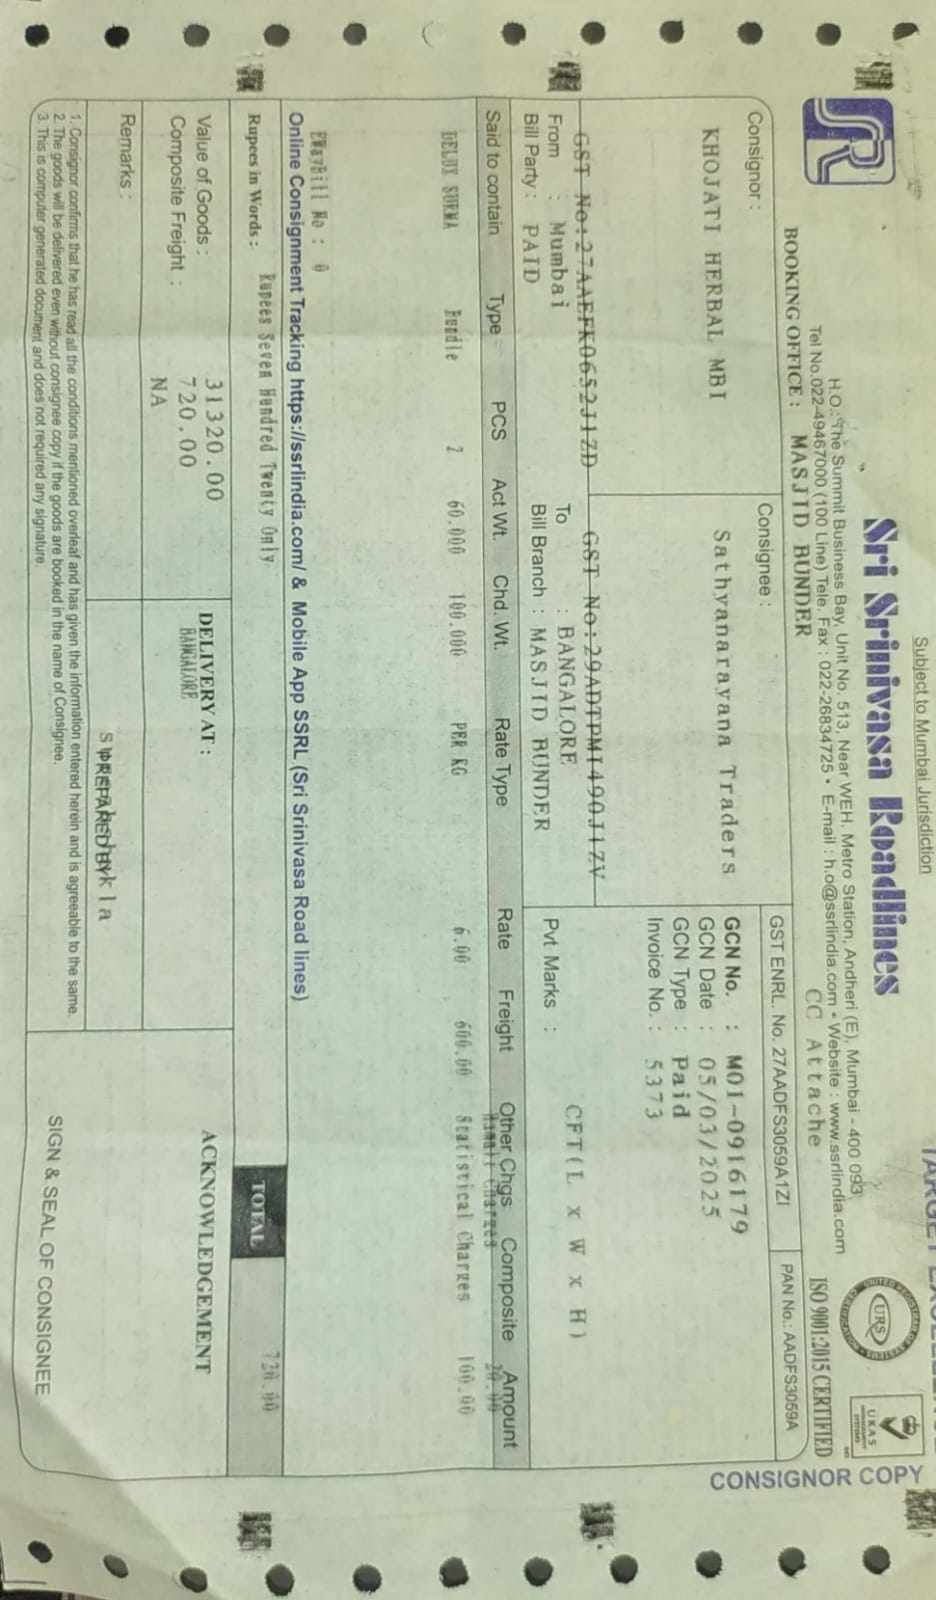 Subject to Mumbai Jurisdiction
Sri Srinivasa Roadlines
H.O.: The Summit Business Bay, Unit No. 513, Near WEH. Metro Station, Andheri (E), Mumbai - 400 093
Tel No.022-49467000 (100 Line) Tele. Fax : 022-26834725 • E-mail : h.o@ssrlindia.com • Website : www.ssrlindia.com
BOOKING OFFICE : MASJID BUNDER CC Attache
URS
UKAS
MANAGEMENT
SYSTEMS
ISO 9001:2015 CERTIFIED
CONSIGNOR COPY
GST ENRL. No. 27AADFS3059A1ZI PAN No.: AADFS3059A
Consignor :
KHOJATI HERBAL MBI
GST No:27AAEFK0652J1ZD
Consignee :
Sathyanarayana Traders
GST No:29ADTPM1490J1ZV
GCN No. : M01-0916179
GCN Date : 05/03/2025
GCN Type : Paid
Invoice No. : 5373
From : Mumbai To : BANGALORE
Bill Party : PAID Bill Branch : MASJID BUNDER
Pvt Marks : CFT(L x W x H)
Said to contain Type PCS Act Wt. Chd. Wt. Rate Type Rate Freight Other Chgs Composite Amount
Hamali Charges 20.00
DELUX SURMA Bundle 2 60.000 100.000 PER KG 6.00 600.00 Statistical Charges 100.00
EWayBill No : 0
Online Consignment Tracking https://ssrlindia.com/ & Mobile App SSRL (Sri Srinivasa Road lines)
Rupees in Words : Rupees Seven Hundred Twenty Only TOTAL 720.00
Value of Goods : 31320.00
Composite Freight : 720.00
NA
DELIVERY AT :
BANGALORE
ACKNOWLEDGEMENT
Remarks :
PREPARED BY
SIGN & SEAL OF CONSIGNEE
1. Consignor confirms that he has read all the conditions mentioned overleaf and has given the information entered herein and is agreeable to the same.
2. The goods will be delivered even without consignee copy if the goods are booked in the name of Consignee.
3. This is computer generated document and does not required any signature.